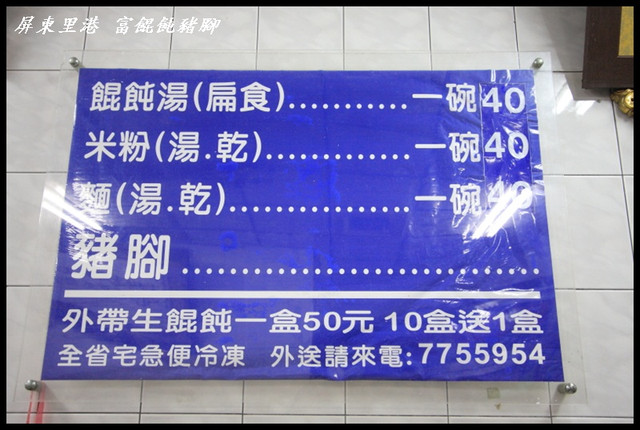 屏東里港 富餛飩豬腳
餛飩湯(扁食)............一碗40
米粉(湯.乾)...............一碗40
麵(湯.乾)..................一碗40
豬腳..............................
外帶生餛飩一盒50元 10盒送1盒
全省宅急便冷凍 外送請來電:7755954